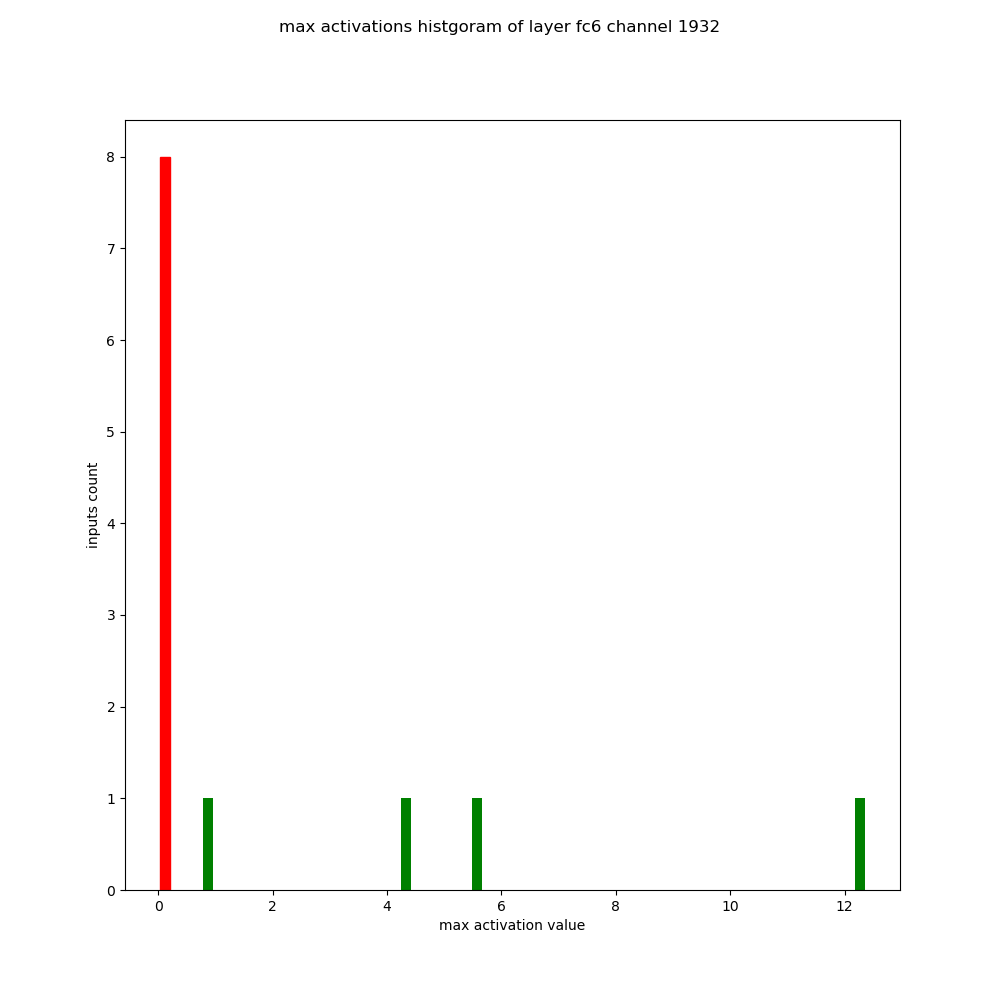 max activations histgoram of layer fc6 channel 1932
8
7
6
5
4
3
2
1
0
inputs count
0 2 4 6 8 10 12
max activation value